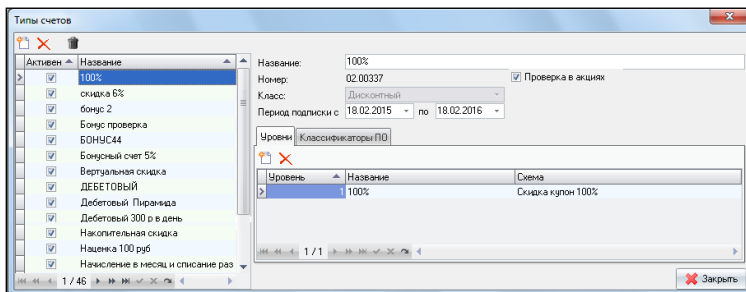 Типы счетов
Активен Название
100%
скидка 6%
бонус 2
Бонус проверка
БОНУС44
Бонусный счет 5%
Вертуальная скидка
ДЕБЕТОВЫЙ
Дебетовый Пирамида
Дебетовый 300 р в день
Накопительная скидка
Наценка 100 руб
Начисление в месяц и списание раз
1 / 46
Название: 100%
Номер: 02.00337 Проверка в акциях
Класс: Дисконтный
Период подписки с 18.02.2015 по 18.02.2016
Уровни Классификаторы ПО
Уровень Название Схема
1 100% Скидка купон 100%
1 / 1
Закрыть